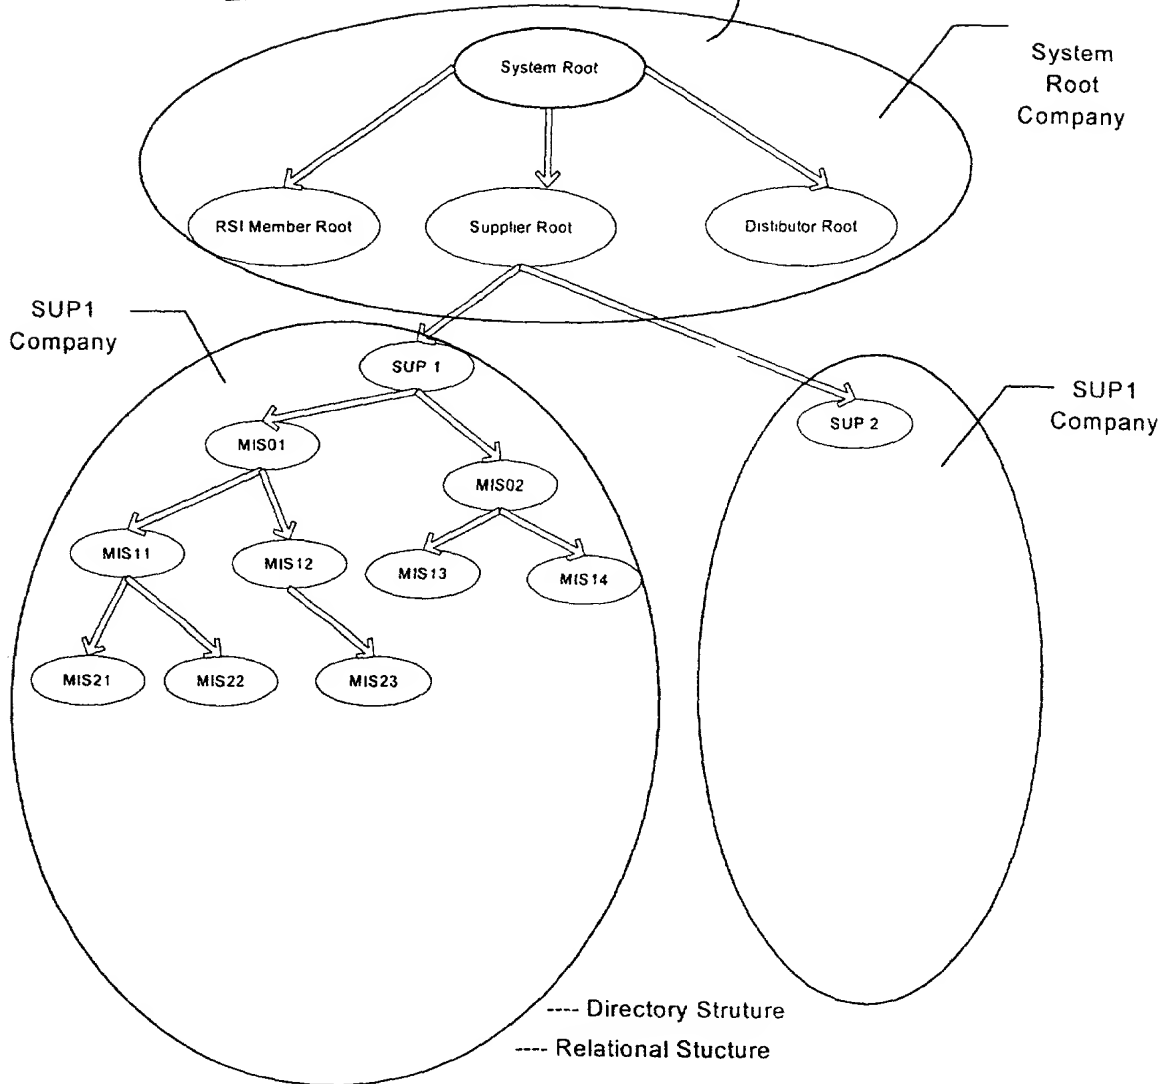 System Root
System
Root
Company
RSI Member Root
Supplier Root
Distibutor Root
SUP1
Company
SUP 1
SUP1
Company
SUP 2
MIS01
MIS02
MIS11
MIS12
MIS13
MIS14
MIS21
MIS22
MIS23
---- Directory Struture
---- Relational Stucture